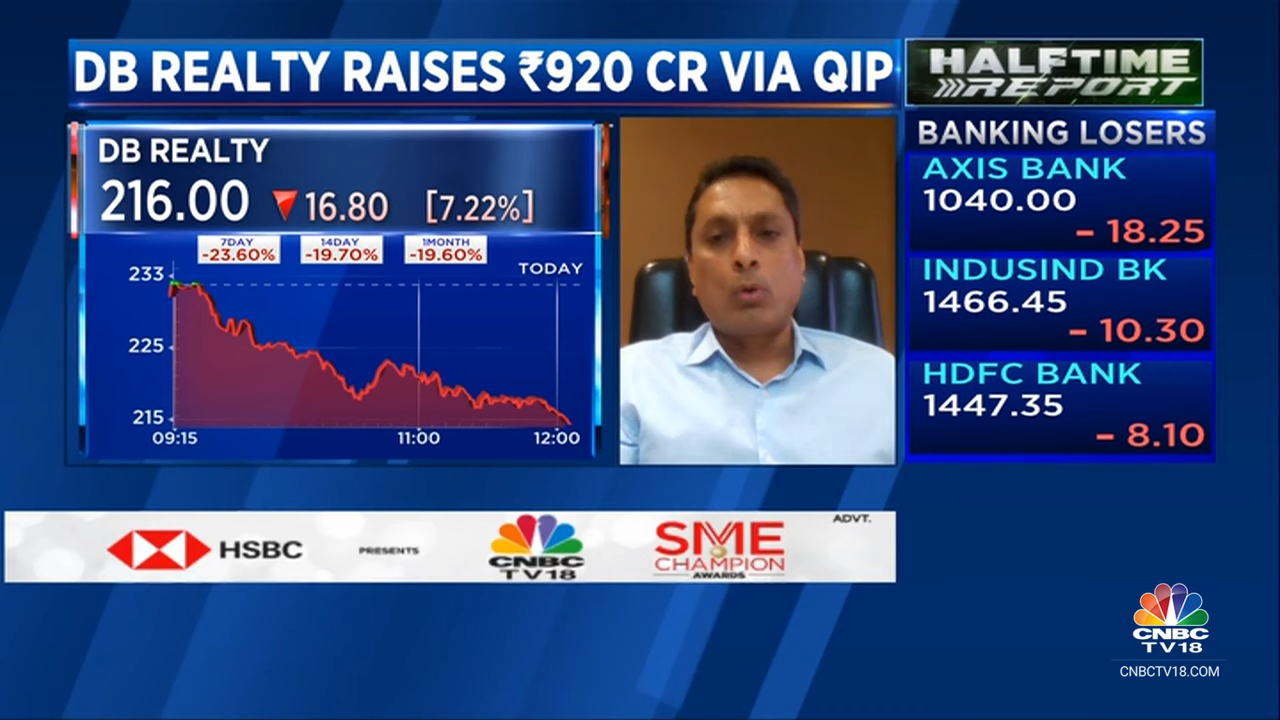 DB REALTY RAISES ₹920 CR VIA QIP
HALFTIME
REPORT
DB REALTY
216.00 16.80 [7.22%]
7DAY 14DAY 1MONTH
-23.60% -19.70% -19.60%
TODAY
233
225
215
09:15 11:00 12:00
BANKING LOSERS
AXIS BANK
1040.00
- 18.25
INDUSIND BK
1466.45
- 10.30
HDFC BANK
1447.35
- 8.10
HSBC
PRESENTS
CNBC
TV18
SME
CHAMPION
AWARDS
ADVT.
CNBC
TV18
CNBCTV18.COM